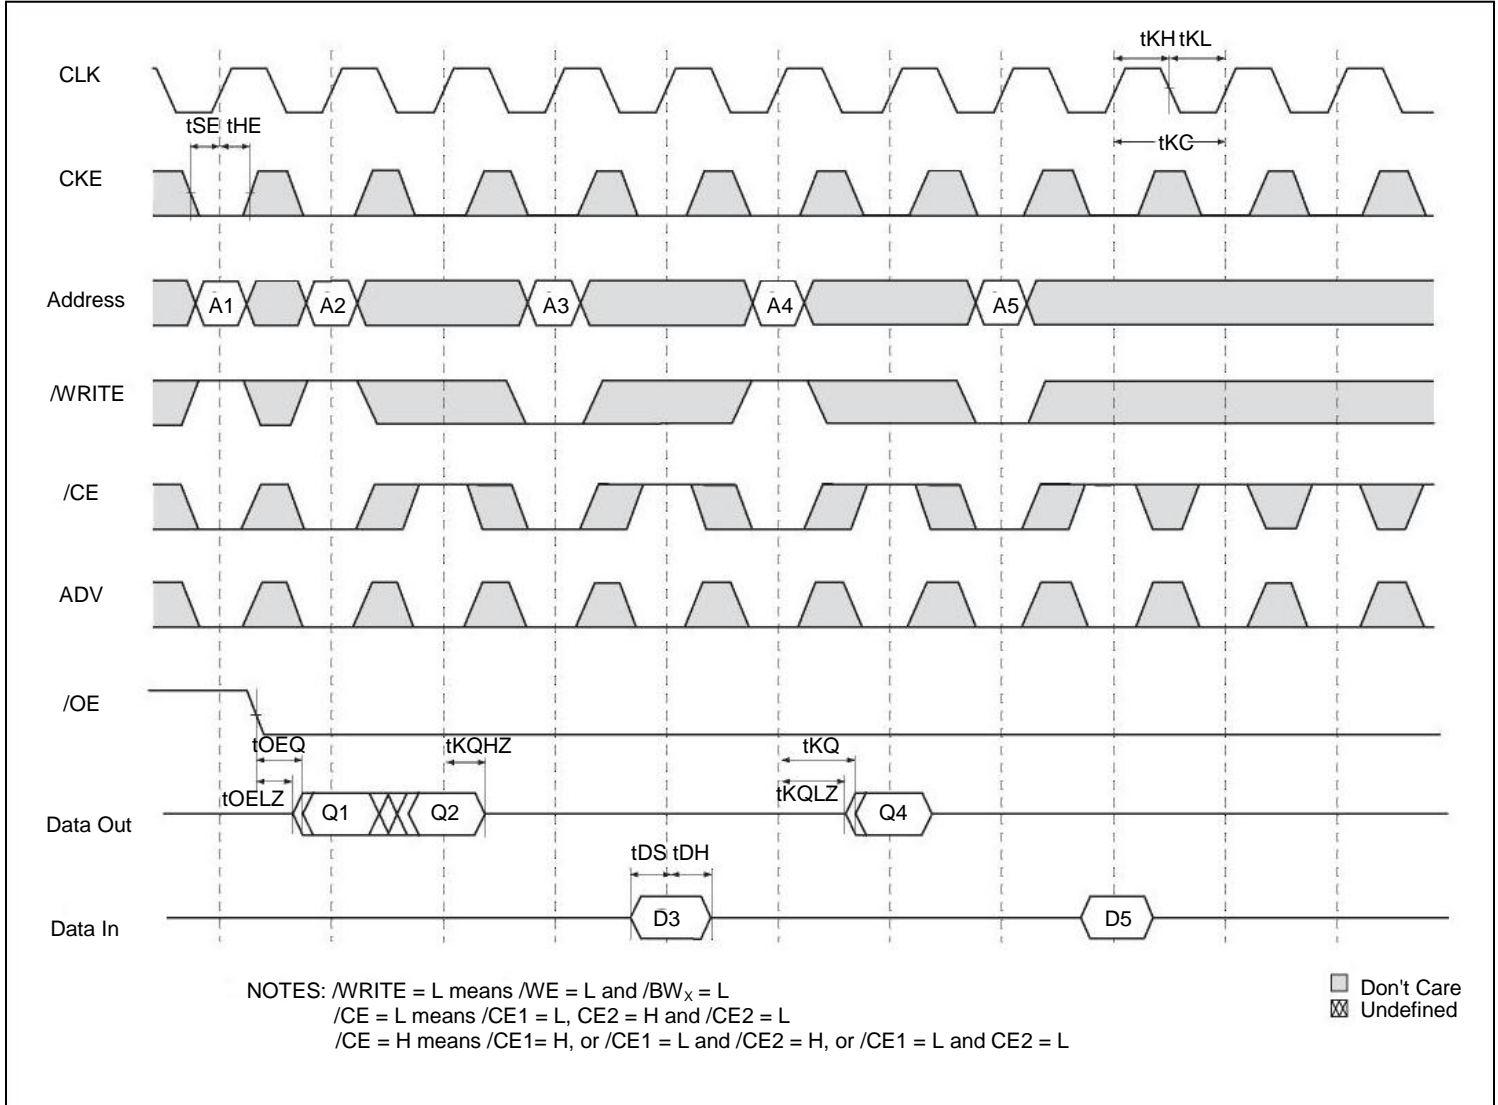 tKH tKL
CLK
tSE tHE
tKC
CKE
Address
A1
A2
A3
A4
A5
/WRITE
/CE
ADV
/OE
tOEQ
tKQHZ
tKQ
tOELZ
tKQLZ
Q1
Q2
Q4
Data Out
tDS tDH
D3
D5
Data In
NOTES: /WRITE = L means /WE = L and /BWX = L
/CE = L means /CE1 = L, CE2 = H and /CE2 = L
/CE = H means /CE1= H, or /CE1 = L and /CE2 = H, or /CE1 = L and CE2 = L
Don't Care
Undefined